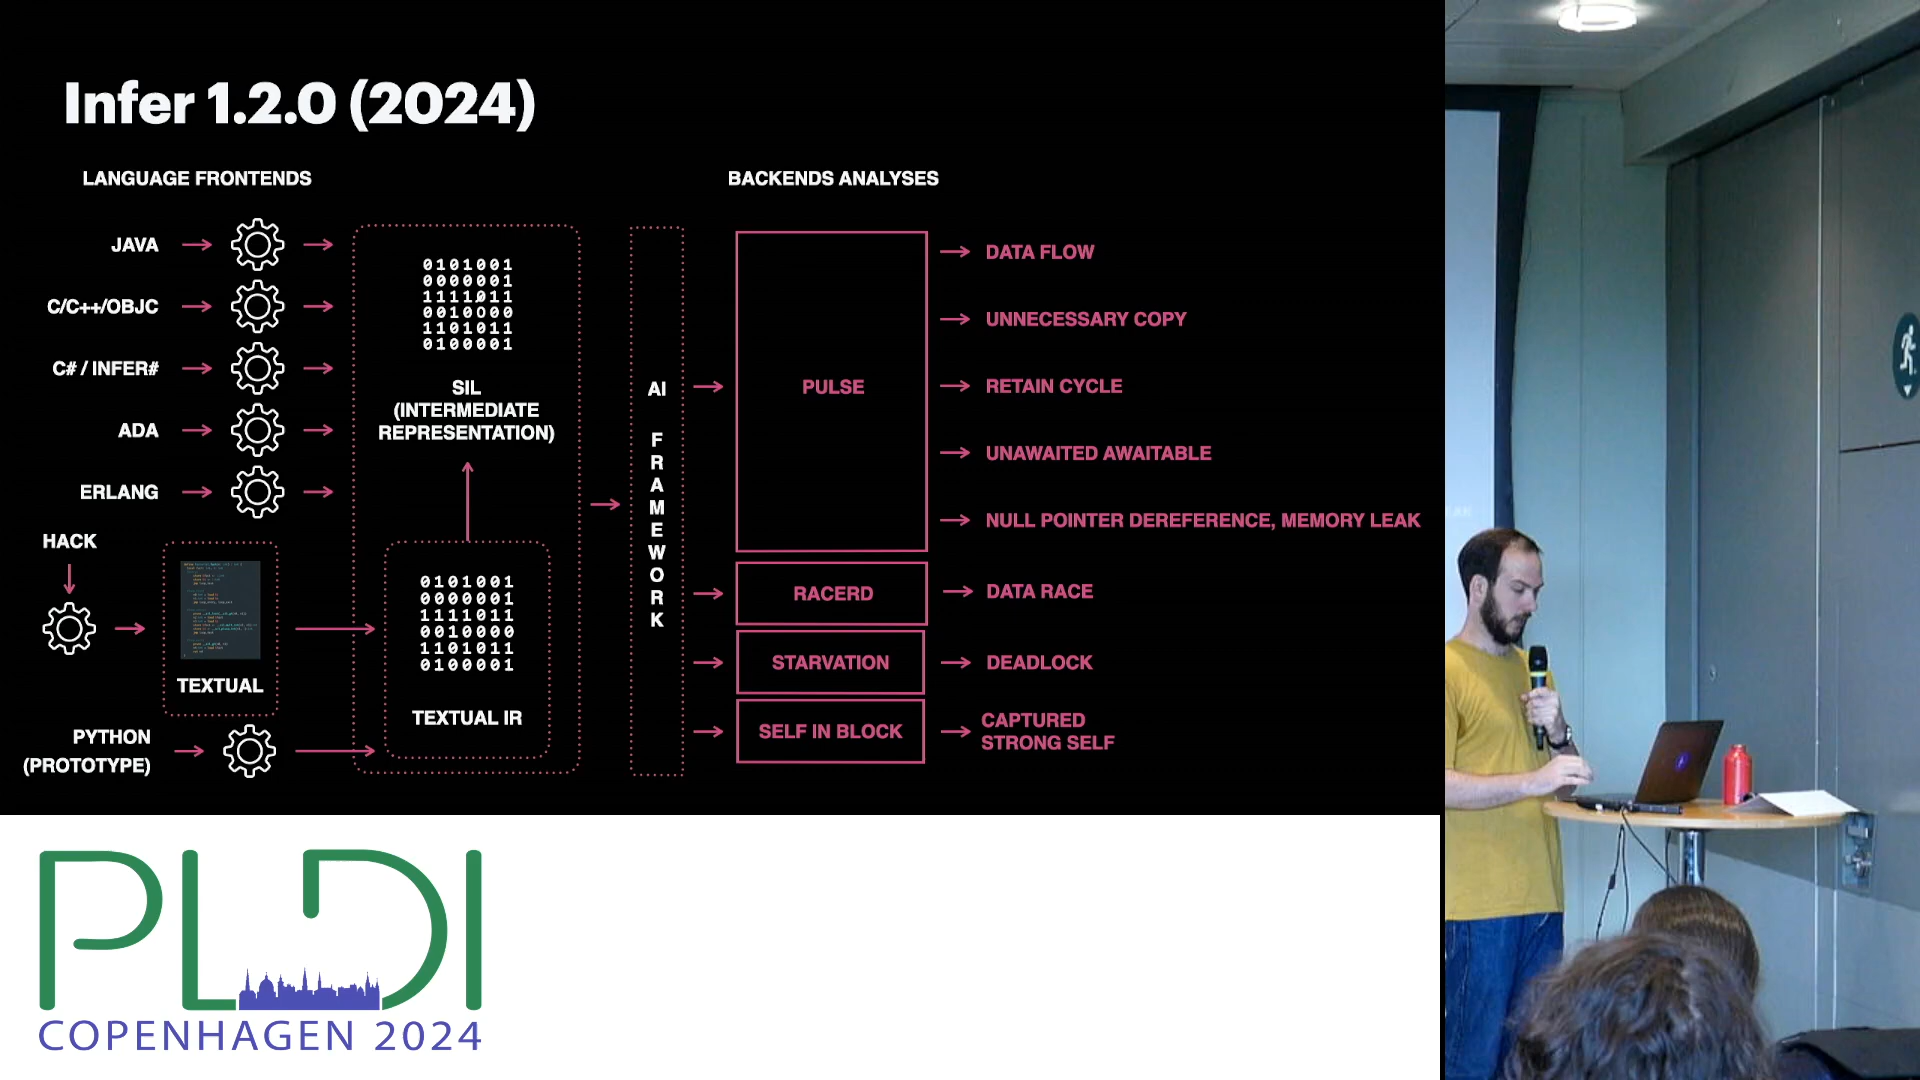 Infer 1.2.0 (2024)
LANGUAGE FRONTENDS
BACKENDS ANALYSES
JAVA
C/C++/OBJC
C# / INFER#
ADA
ERLANG
HACK
TEXTUAL
PYTHON
(PROTOTYPE)
0101001
0000001
1111011
0010000
1101011
0100001
SIL
(INTERMEDIATE
REPRESENTATION)
0101001
0000001
1111011
0010000
1101011
0100001
TEXTUAL IR
AI
FRAMEWORK
PULSE
RACERD
STARVATION
SELF IN BLOCK
DATA FLOW
UNNECESSARY COPY
RETAIN CYCLE
UNAWAITED AWAITABLE
NULL POINTER DEREFERENCE, MEMORY LEAK
DATA RACE
DEADLOCK
CAPTURED
STRONG SELF
PLDI
COPENHAGEN 2024